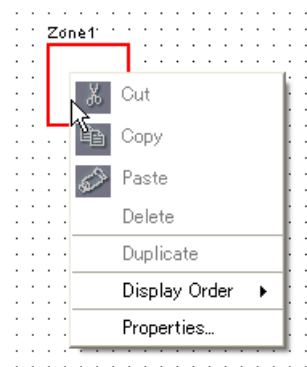 Zone1
Cut
Copy
Paste
Delete
Duplicate
Display Order
Properties...